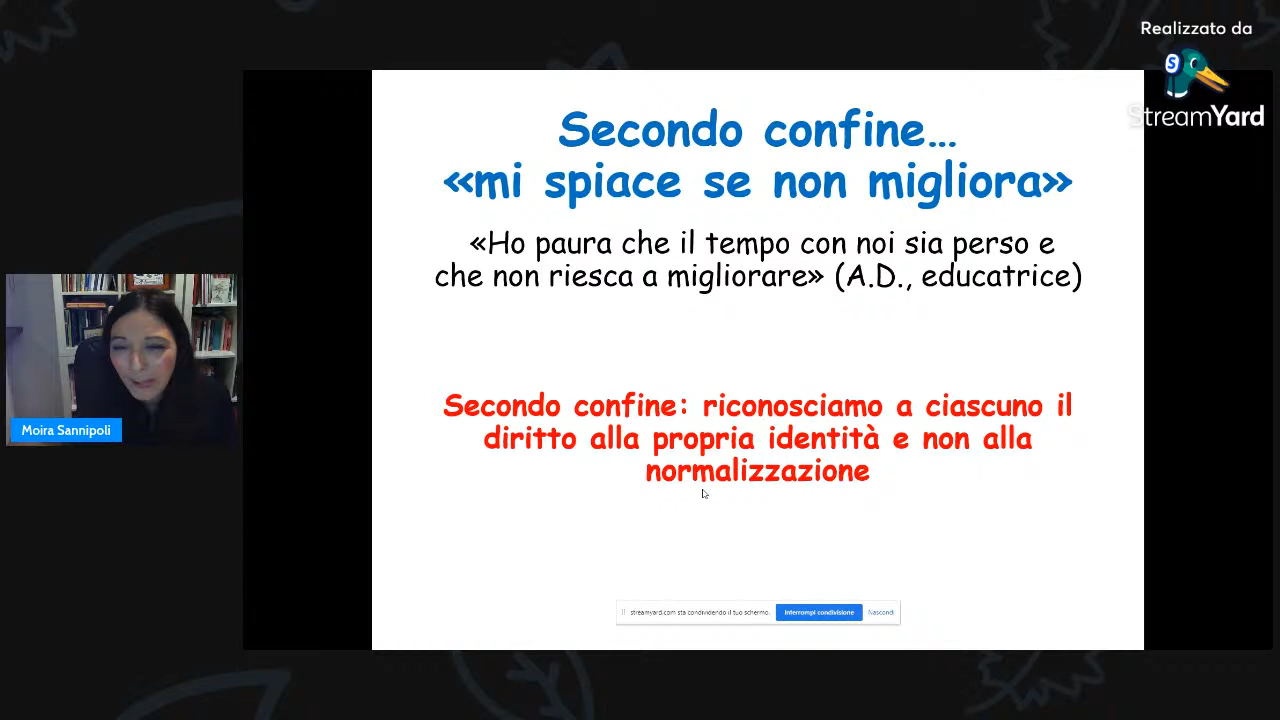 Realizzato da
StreamYard
Secondo confine…
«mi spiace se non migliora»
«Ho paura che il tempo con noi sia perso e
che non riesca a migliorare» (A.D., educatrice)
Secondo confine: riconosciamo a ciascuno il
diritto alla propria identità e non alla
normalizzazione
Moira Sannipoli
streamyard.com sta condividendo il tuo schermo. Interrompi condivisione Nascondi